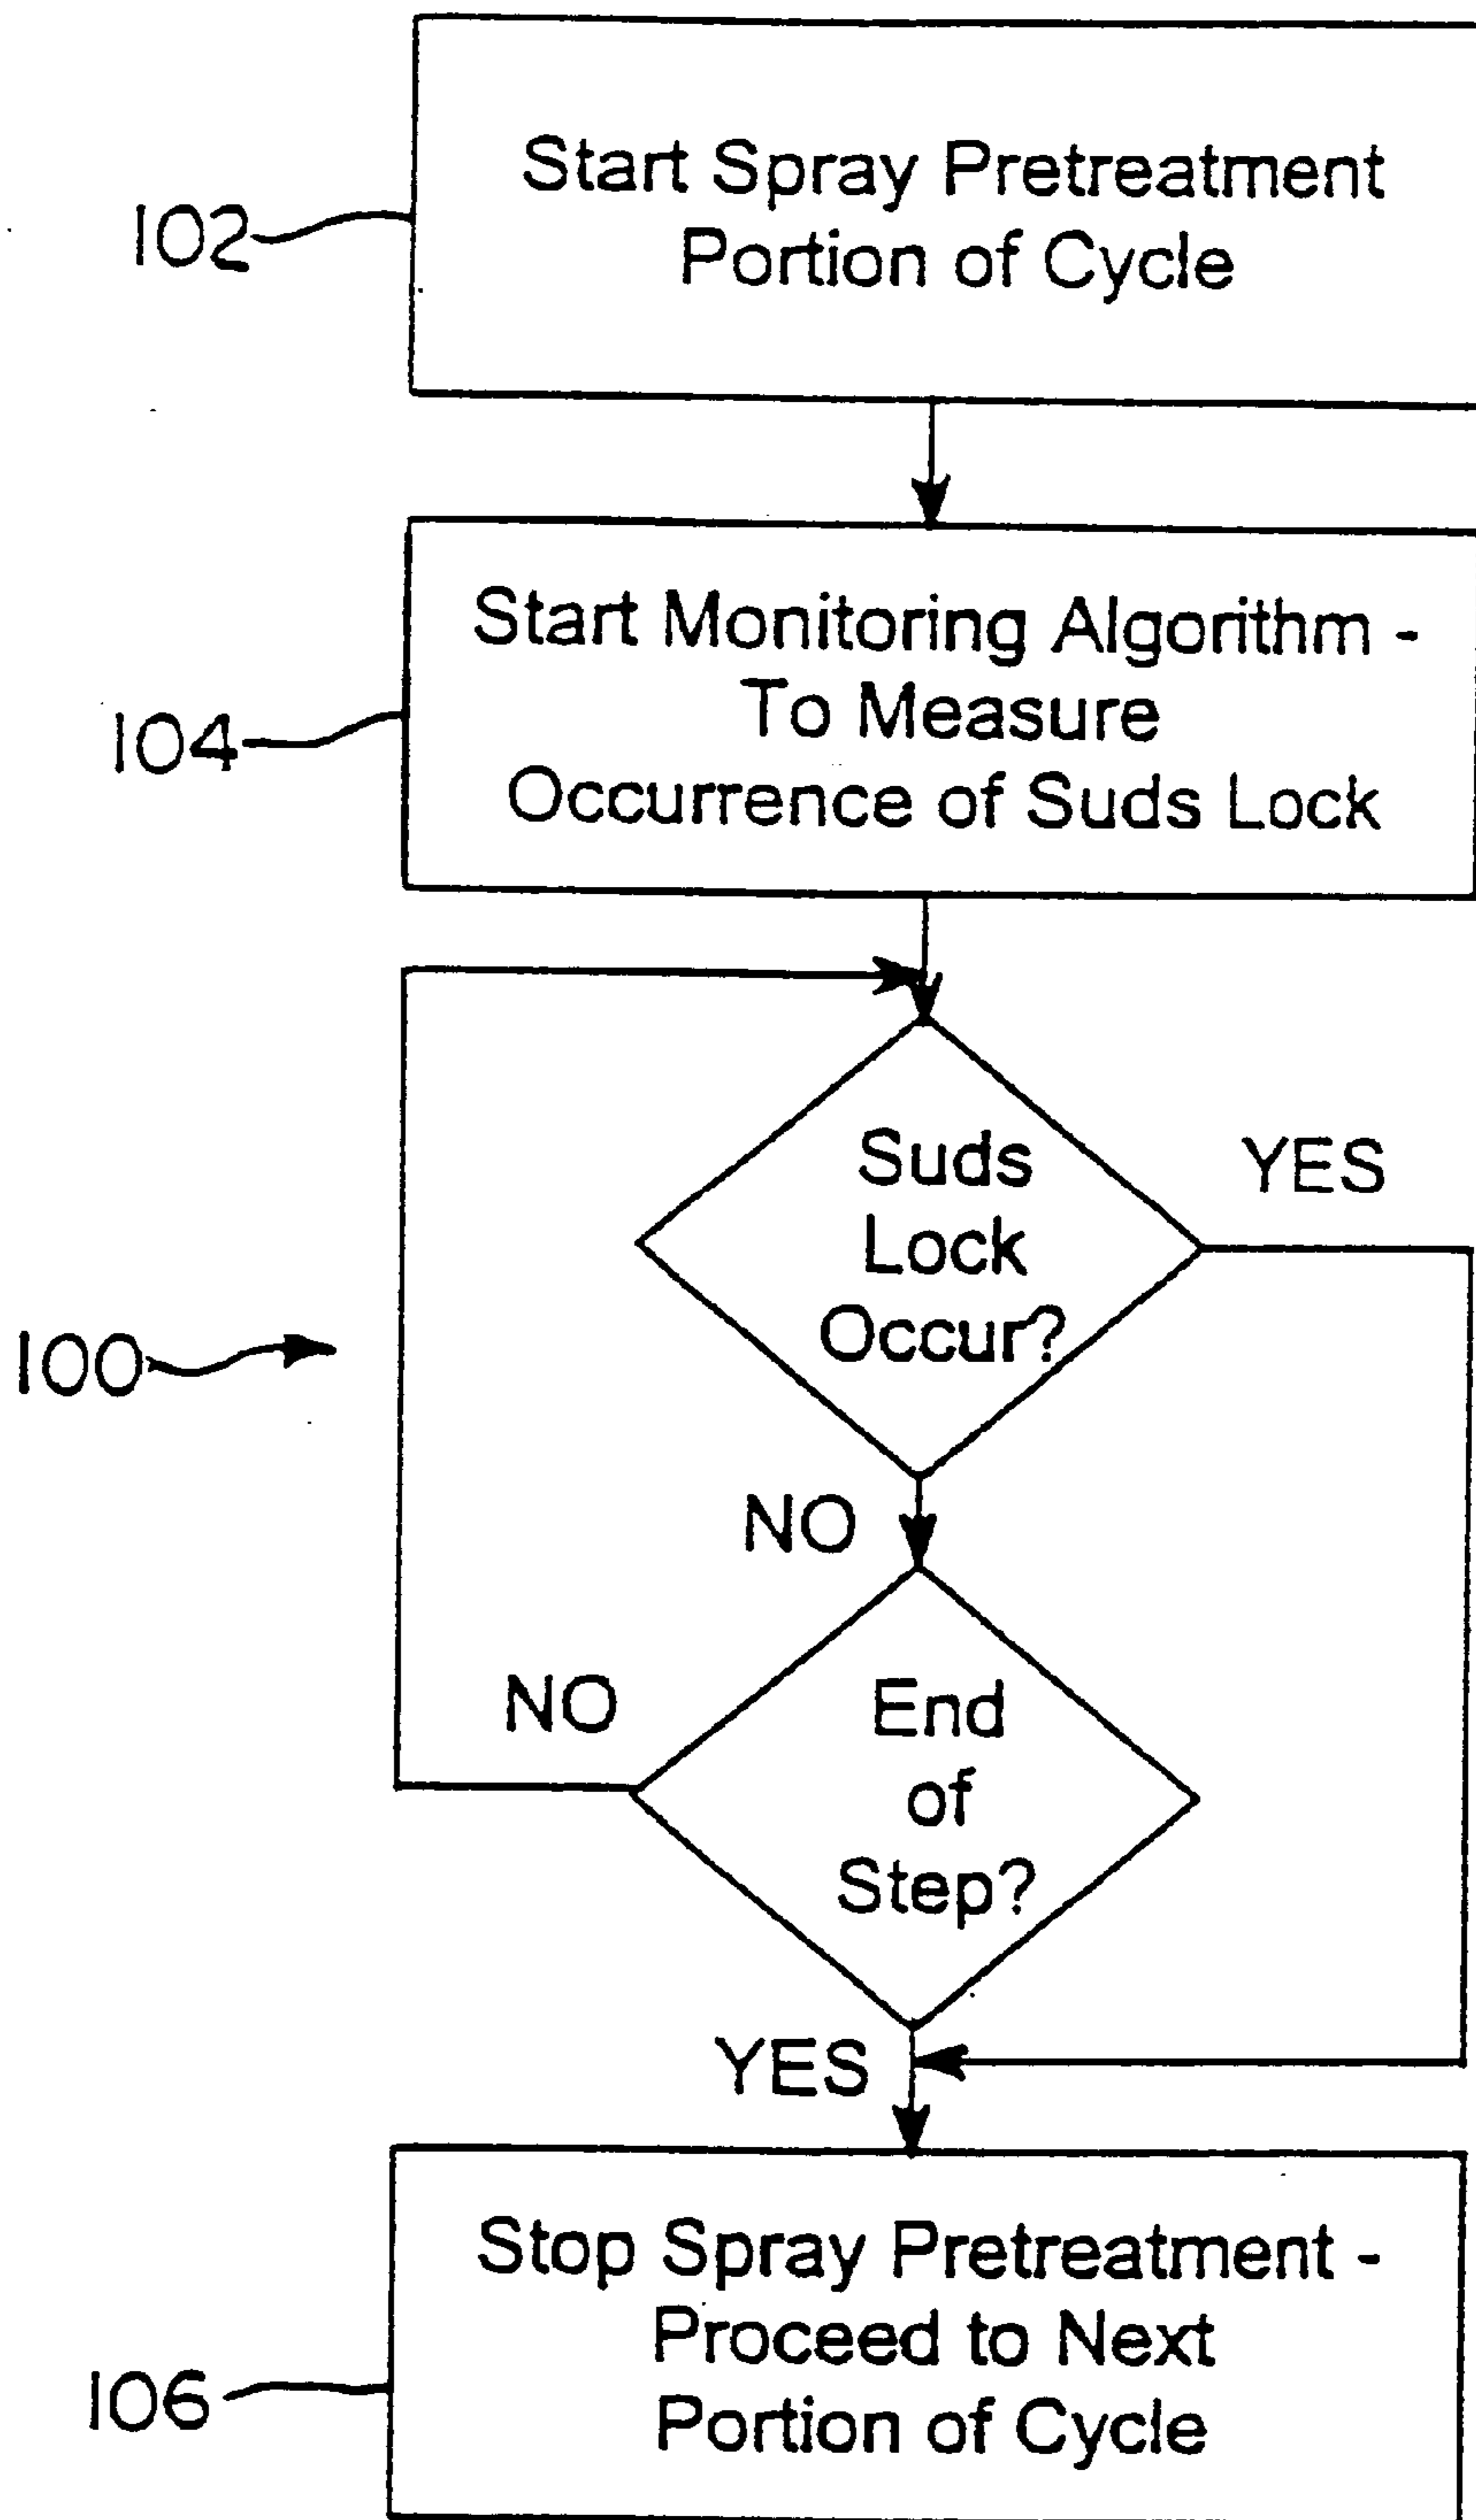 Start Spray Pretreatment
Portion of Cycle
102
Start Monitoring Algorithm -
To Measure
Occurrence of Suds Lock
104
Suds
Lock
Occur?
YES
100
NO
End
of
Step?
NO
YES
Stop Spray Pretreatment -
Proceed to Next
Portion of Cycle
106